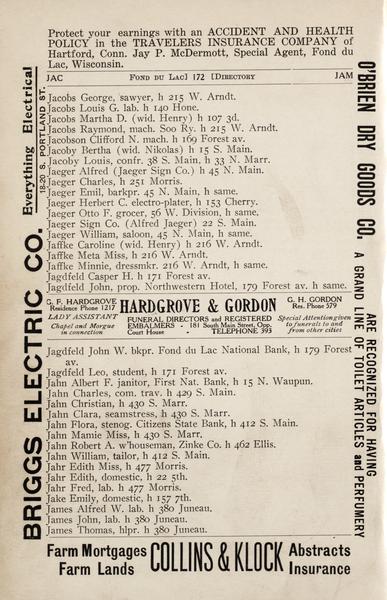 Protect your earnings with an ACCIDENT AND HEALTH
POLICY in the TRAVELERS INSURANCE COMPANY of
Hartford, Conn. Jay P. McDermott, Special Agent, Fond du
Lac, Wisconsin.
JAC FOND DU LAC] 172 [DIRECTORY JAM
Jacobs George, sawyer, h 215 W. Arndt.
Jacobs Louis G. lab. h 140 Hone.
Jacobs Martha D. (wid. Henry) h 107 3d.
Jacobs Raymond, mach. Soo Ry. h 215 W. Arndt.
Jacobson Clifford N. mach. h 169 Forest av.
Jacoby Bertha (wid. Nikolas) h 15 S. Main.
Jacoby Louis, confr. 38 S. Main, h 33 N. Marr.
Jaeger Alfred (Jaeger Sign Co.) h 45 N. Main.
Jaeger Charles, h 251 Morris.
Jaeger Emil, barkpr. 45 N. Main, h same.
Jaeger Herbert C. electro-plater, h 153 Cherry.
Jaeger Otto F. grocer, 56 W. Division, h same.
Jaeger Sign Co. (Alfred Jaeger) 22 S. Main.
Jaeger William, saloon, 45 N. Main, h same.
Jaffke Caroline (wid. Henry) h 216 W. Arndt.
Jaffke Meta Miss, h 216 W. Arndt.
Jaffke Minnie, dressmkr. 216 W. Arndt, h same.
Jagdfeld Casper H. h 171 Forest av.
Jagdfeld John, prop. Northwestern Hotel, 179 Forest av. h same.
G. F. HARDGROVE
Residence Phone 1217
LADY ASSISTANT
Chapel and Morgue
in connection
HARDGROVE & GORDON
FUNERAL DIRECTORS and REGISTERED
EMBALMERS - 181 South Main Street, Opp.
Court House - TELEPHONE 393
G. H. GORDON
Res. Phone 579
Special Attention given
to funerals to and
from other cities
Jagdfeld John W. bkpr. Fond du Lac National Bank, h 179 Forest
av.
Jagdfeld Leo, student, h 171 Forest av.
Jahn Albert F. janitor, First Nat. Bank, h 15 N. Waupun.
Jahn Charles, com. trav. h 429 S. Main.
Jahn Christian, h 430 S. Marr.
Jahn Clara, seamstress, h 430 S. Marr.
Jahn Flora, stenog. Citizens State Bank, h 412 S. Main.
Jahn Mamie Miss, h 430 S. Marr,
Jahn Robert A. w'houseman, Zinke Co. h 462 Ellis.
Jahn William, tailor, h 412 S. Main.
Jahr Edith Miss, h 477 Morris.
Jahr Edith, domestic, h 22 5th.
Jahr Fred, lab. h 477 Morris.
Jake Emily, domestic, h 157 7th.
James Alfred W. lab. h 380 Juneau.
James John, lab. h 380 Juneau.
James Thomas, hlpr. h 380 Juneau.
Farm Mortgages
Farm Lands
COLLINS & KLOCK
Abstracts
Insurance
BRIGGS ELECTRIC CO. Everything Electrical
18-20 S. PORTLAND ST.
O'BRIEN DRY GOODS CO. ARE RECOGNIZED FOR HAVING
A GRAND LINE OF TOILET ARTICLES and PERFUMERY